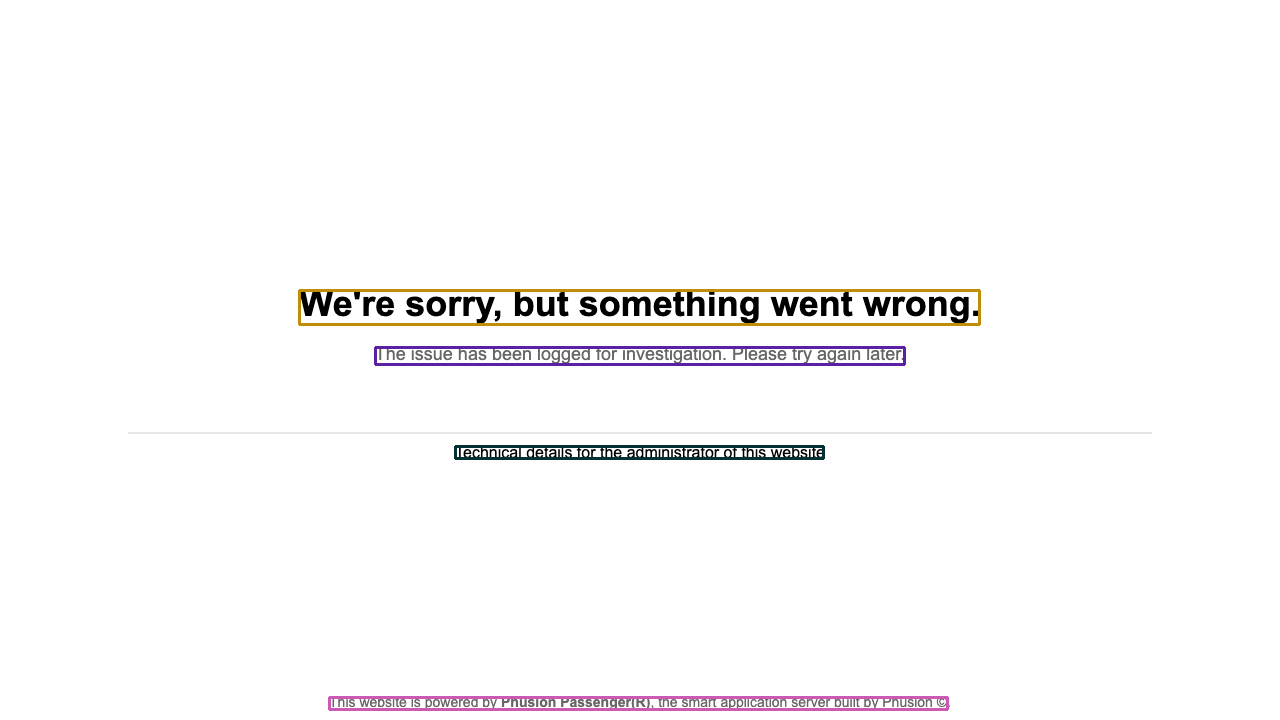 We're sorry, but something went wrong.
The issue has been logged for investigation. Please try again later.
Technical details for the administrator of this website
This website is powered by Phusion Passenger(R), the smart application server built by Phusion ©.